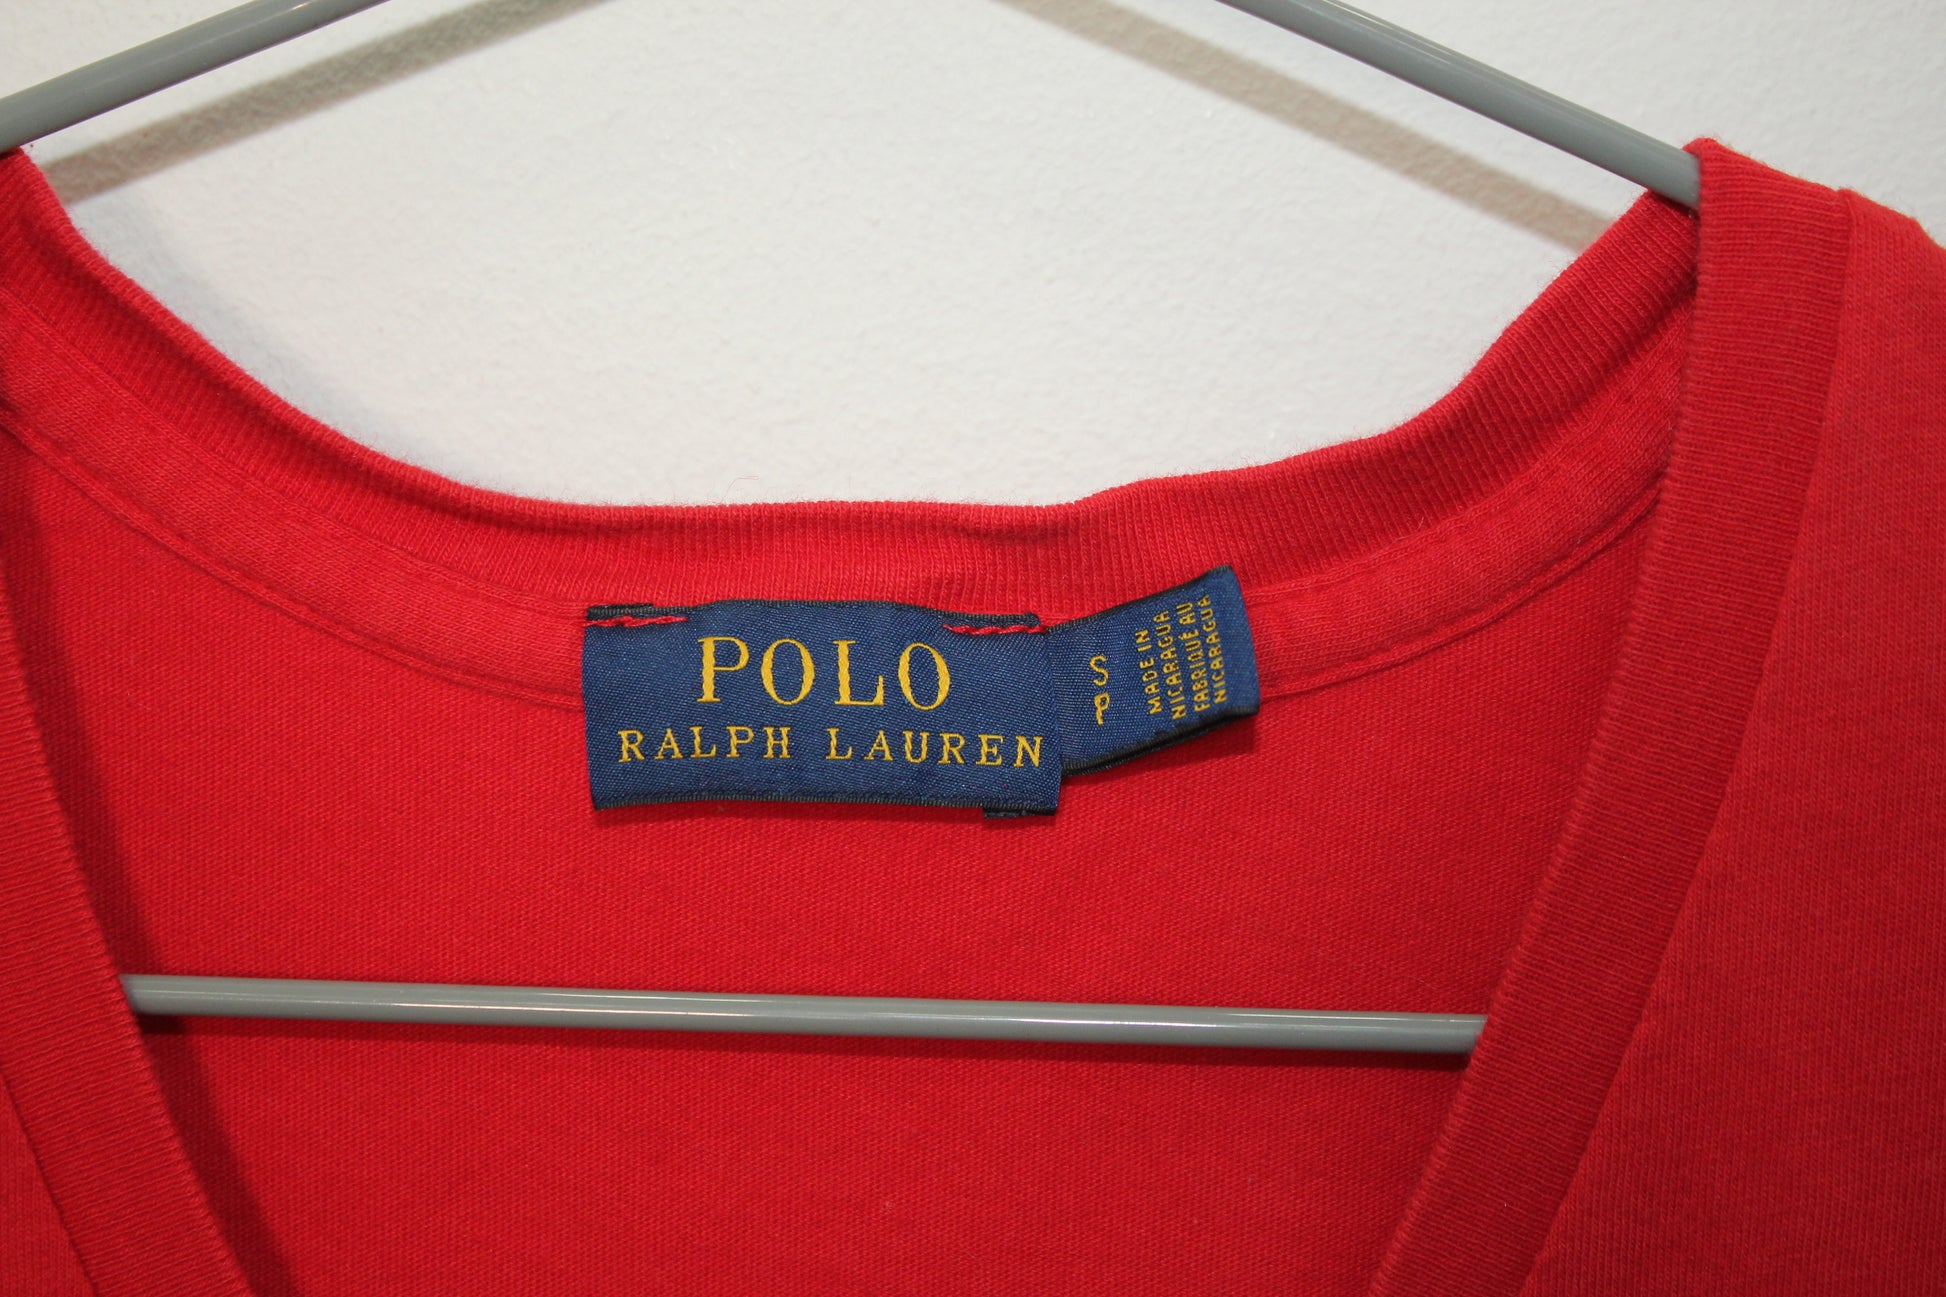 POLO
RALPH LAUREN
S
P
MADE IN
NICARAGUA
FABRIQUÉ AU
NICARAGUA